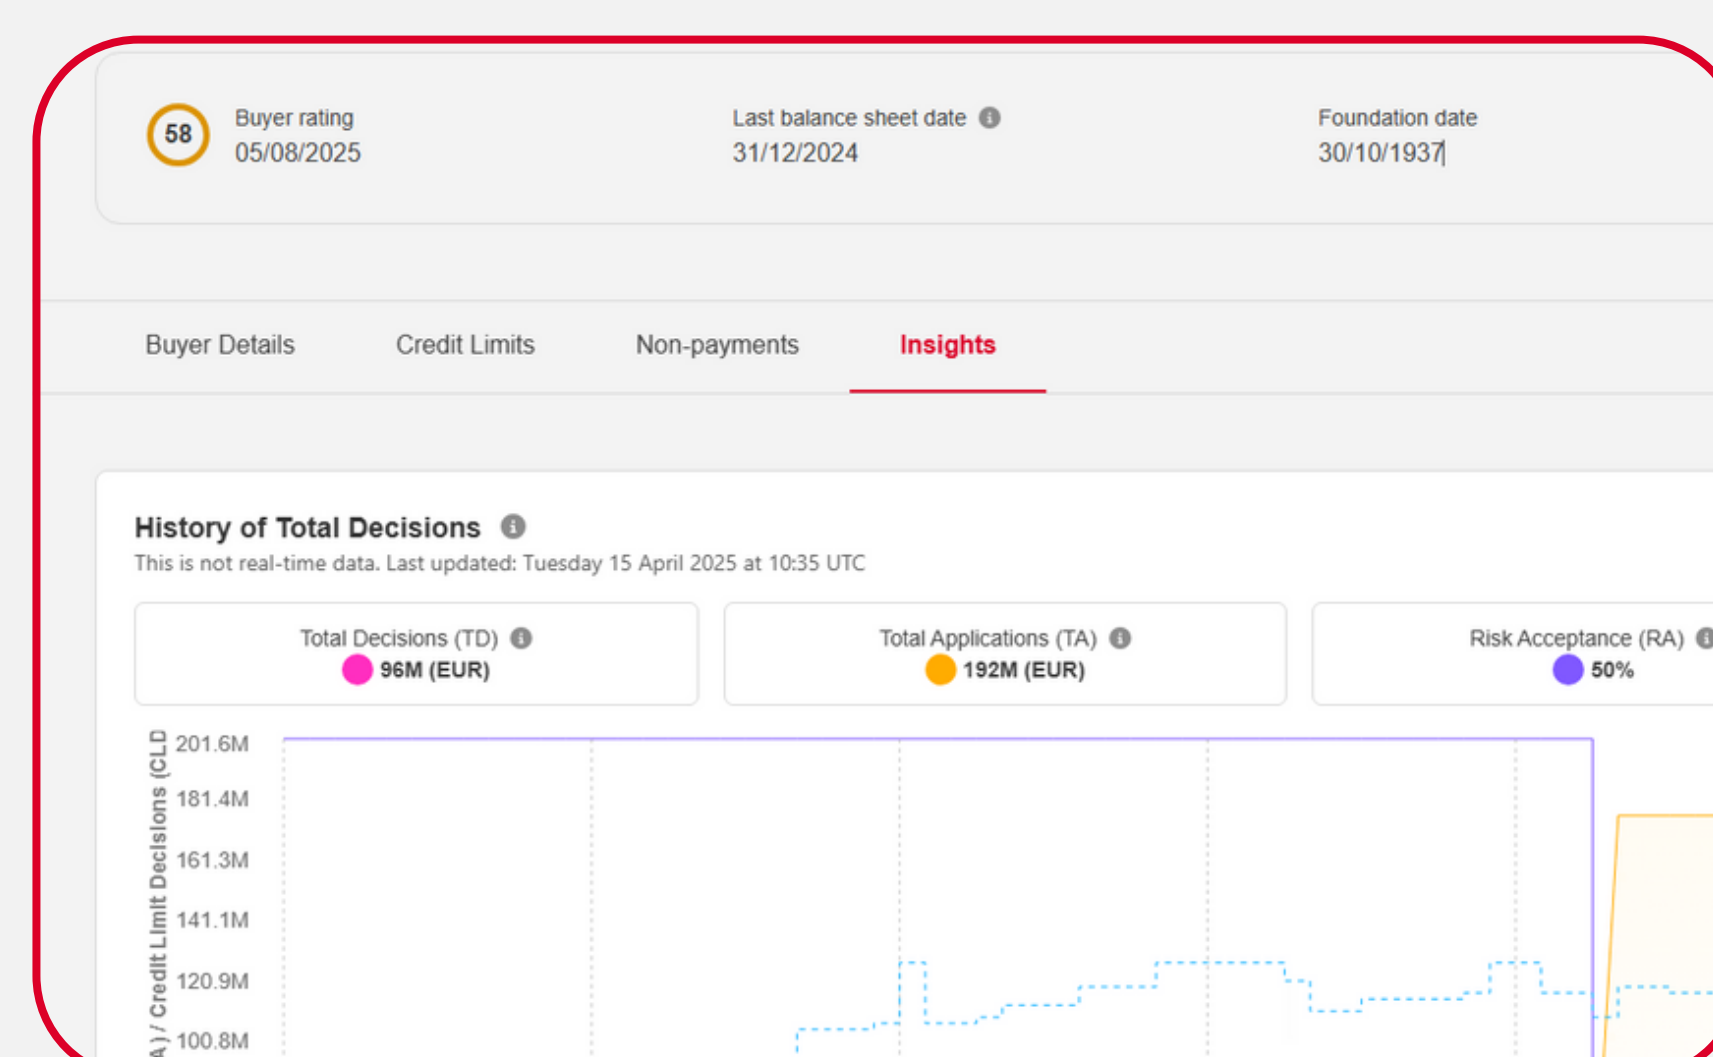 58
Buyer rating
05/08/2025
Last balance sheet date
31/12/2024
Foundation date
30/10/1937
Buyer Details
Credit Limits
Non-payments
Insights
History of Total Decisions
This is not real-time data. Last updated: Tuesday 15 April 2025 at 10:35 UTC
Total Decisions (TD)
96M (EUR)
Total Applications (TA)
192M (EUR)
Risk Acceptance (RA)
50%
A) / Credit Limit Decisions (CLD
201.6M
181.4M
161.3M
141.1M
120.9M
100.8M